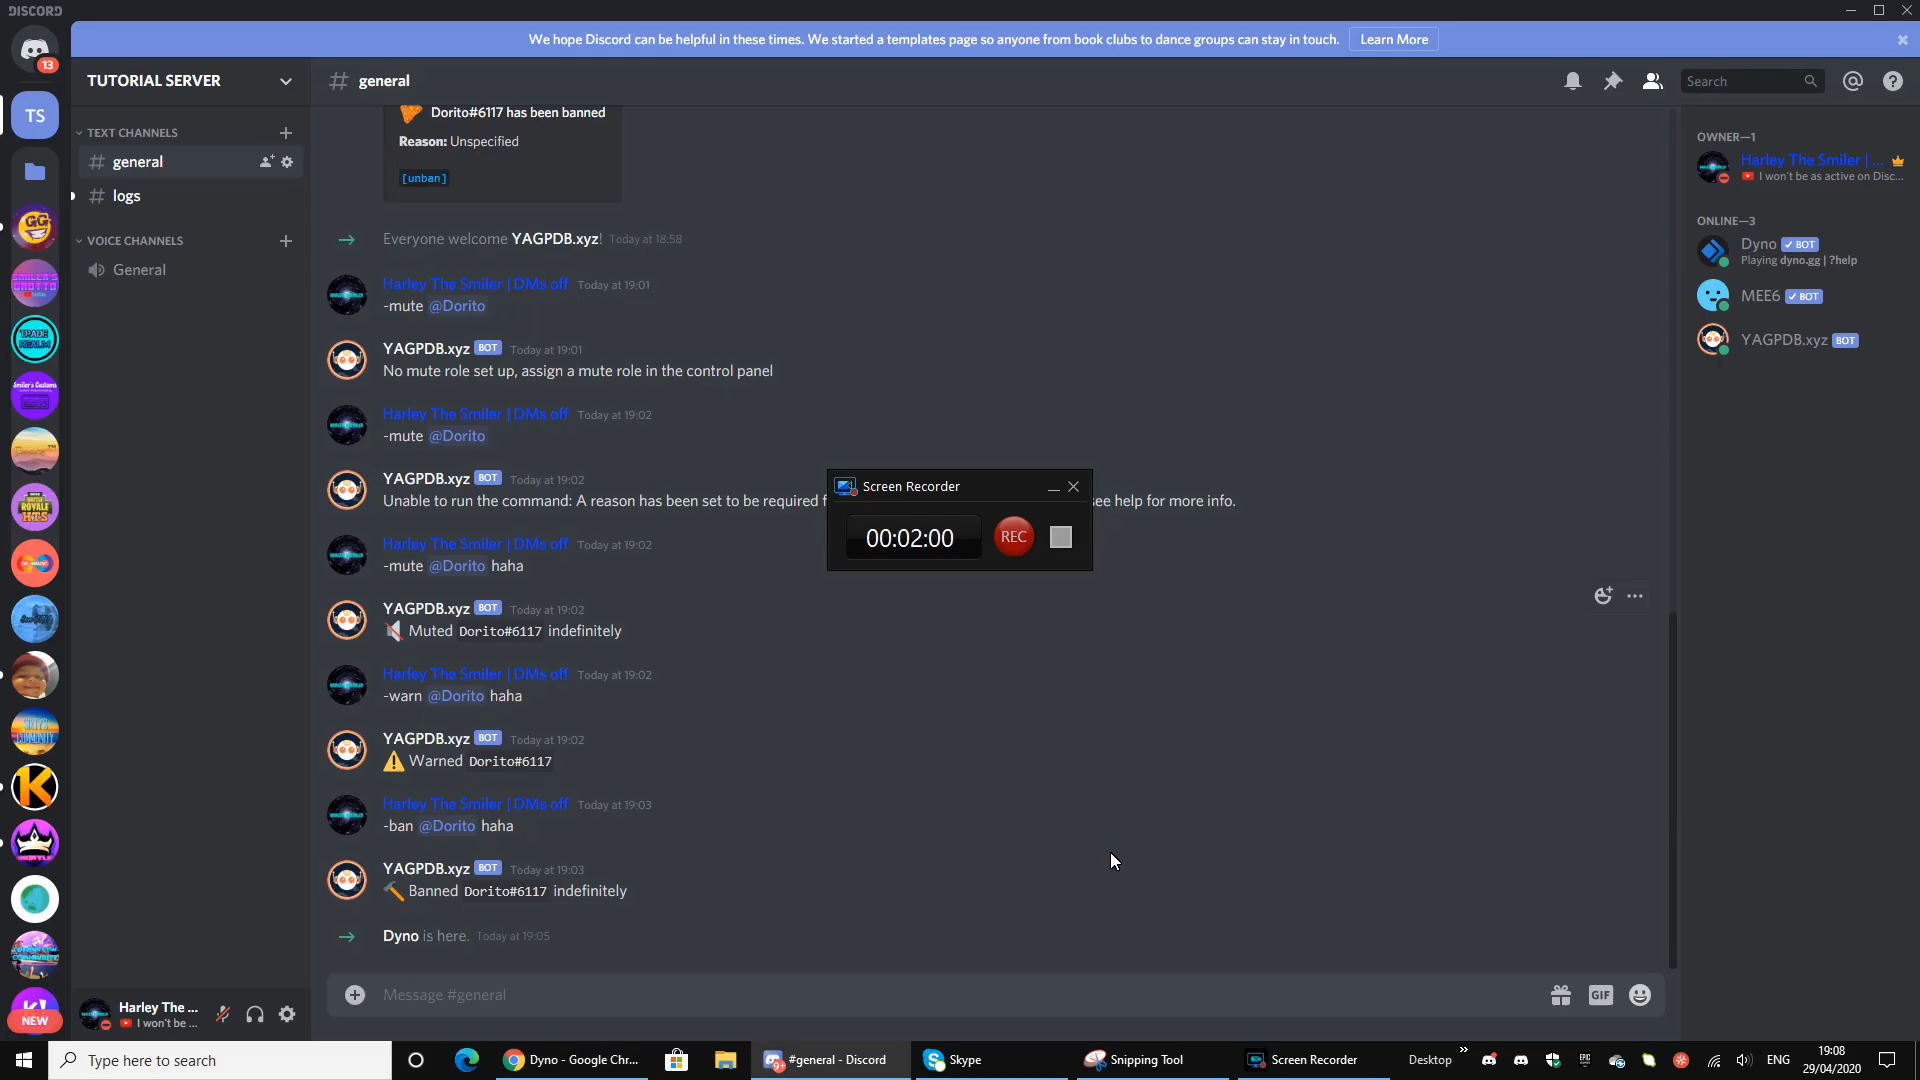 DISCORD
We hope Discord can be helpful in these times. We started a templates page so anyone from book clubs to dance groups can stay in touch.
Learn More
13
TUTORIAL SERVER
general
Search
TS
TEXT CHANNELS
general
logs
VOICE CHANNELS
General
GG
SMILER'S GROTTO
TRADE REALM
Smiler's Customs
K
NEW
Dorito#6117 has been banned
Reason: Unspecified
[unban]
Everyone welcome YAGPDB.xyz! Today at 18:58
Harley The Smiler | DMs off Today at 19:01
-mute @Dorito
YAGPDB.xyz BOT Today at 19:01
No mute role set up, assign a mute role in the control panel
Harley The Smiler | DMs off Today at 19:02
-mute @Dorito
YAGPDB.xyz BOT Today at 19:02
Unable to run the command: A reason has been set to be required f
see help for more info.
Harley The Smiler | DMs off Today at 19:02
-mute @Dorito haha
YAGPDB.xyz BOT Today at 19:02
Muted Dorito#6117 indefinitely
Harley The Smiler | DMs off Today at 19:02
-warn @Dorito haha
YAGPDB.xyz BOT Today at 19:02
Warned Dorito#6117
Harley The Smiler | DMs off Today at 19:03
-ban @Dorito haha
YAGPDB.xyz BOT Today at 19:03
Banned Dorito#6117 indefinitely
Dyno is here. Today at 19:05
Message #general
GIF
Screen Recorder
00:02:00
REC
OWNER—1
Harley The Smiler | ...
I won't be as active on Disc...
ONLINE—3
Dyno BOT
Playing dyno.gg | ?help
MEE6 BOT
YAGPDB.xyz BOT
Harley The ...
I won't be ...
Type here to search
Dyno - Google Chr...
9+
#general - Discord
Skype
Snipping Tool
Screen Recorder
Desktop
ENG
19:08
29/04/2020